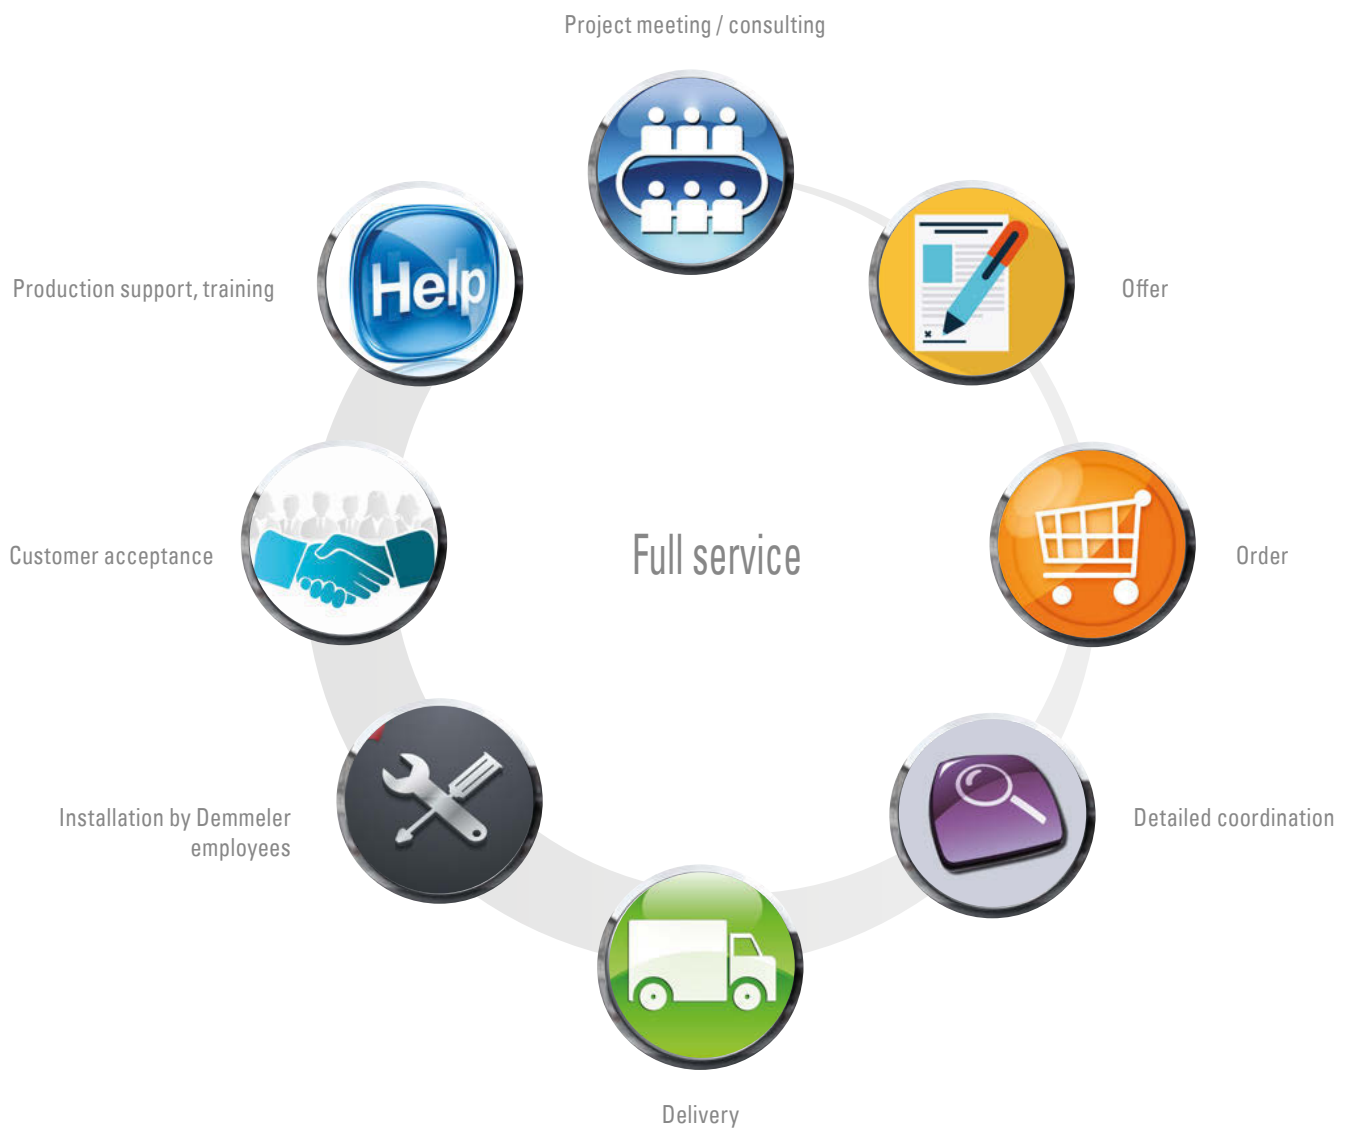 Project meeting / consulting
Offer
Order
Detailed coordination
Delivery
Installation by Demmeler
employees
Customer acceptance
Production support, training
Help
Full service